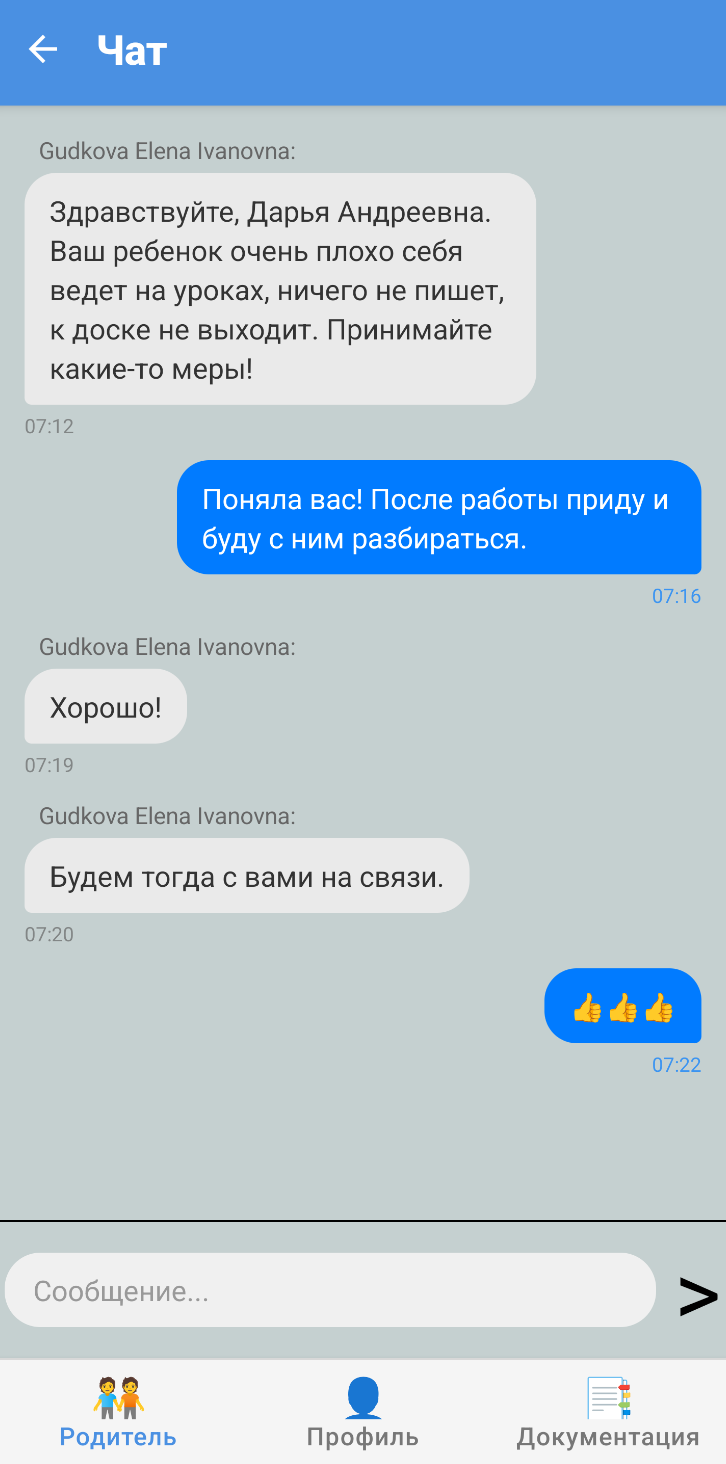 Чат
Gudkova Elena Ivanovna:
Здравствуйте, Дарья Андреевна.
Ваш ребенок очень плохо себя
ведет на уроках, ничего не пишет,
к доске не выходит. Принимайте
какие-то меры!
07:12
Поняла вас! После работы приду и
буду с ним разбираться.
07:16
Gudkova Elena Ivanovna:
Хорошо!
07:19
Gudkova Elena Ivanovna:
Будем тогда с вами на связи.
07:20
👍👍👍
07:22
Сообщение...
>
Родитель
Профиль
Документация